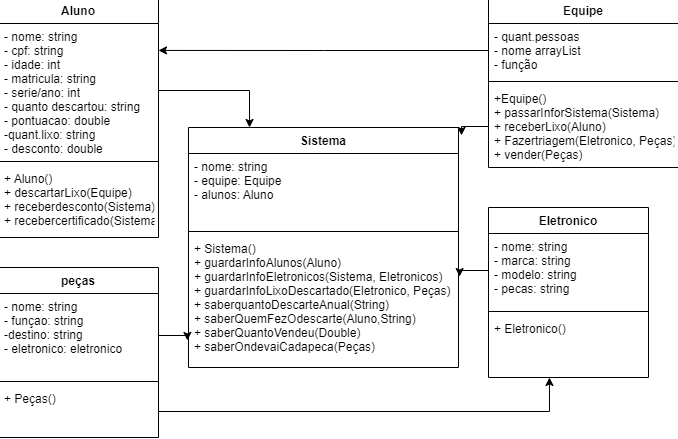 Aluno
- nome: string
- cpf: string
- idade: int
- matricula: string
- serie/ano: int
- quanto descartou: string
- pontuacao: double
-quant.lixo: string
- desconto: double
+ Aluno()
+ descartarLixo(Equipe)
+ receberdesconto(Sistema)
+ recebercertificado(Sistema
Equipe
- quant.pessoas
- nome arrayList
- função
+Equipe()
+ passarInforSistema(Sistema)
+ receberLixo(Aluno)
+ Fazertriagem(Eletronico, Peças)
+ vender(Peças)
Sistema
- nome: string
- equipe: Equipe
- alunos: Aluno
+ Sistema()
+ guardarInfoAlunos(Aluno)
+ guardarInfoEletronicos(Sistema, Eletronicos)
+ guardarInfoLixoDescartado(Eletronico, Peças)
+ saberquantoDescarteAnual(String)
+ saberQuemFezOdescarte(Aluno,String)
+ saberQuantoVendeu(Double)
+ saberOndevaiCadapeca(Peças)
Eletronico
- nome: string
- marca: string
- modelo: string
- pecas: string
+ Eletronico()
peças
- nome: string
- funçao: string
-destino: string
- eletronico: eletronico
+ Peças()